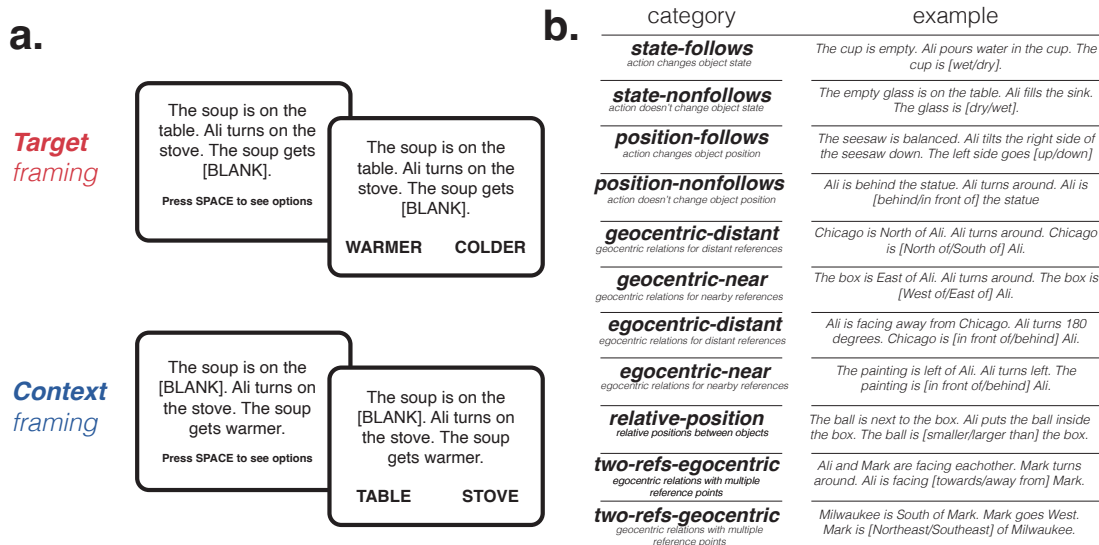 a.
Target
framing
The soup is on the
table. Ali turns on the
stove. The soup gets
[BLANK].
Press SPACE to see options
The soup is on the
table. Ali turns on the
stove. The soup gets
[BLANK].
WARMER COLDER
Context
framing
The soup is on the
[BLANK]. Ali turns on
the stove. The soup
gets warmer.
Press SPACE to see options
The soup is on the
[BLANK]. Ali turns on
the stove. The soup
gets warmer.
TABLE STOVE
b.
category example
state-follows
action changes object state
The cup is empty. Ali pours water in the cup. The
cup is [wet/dry].
state-nonfollows
action doesn't change object state
The empty glass is on the table. Ali fills the sink.
The glass is [dry/wet].
position-follows
action changes object position
The seesaw is balanced. Ali tilts the right side of
the seesaw down. The left side goes [up/down]
position-nonfollows
action doesn't change object position
Ali is behind the statue. Ali turns around. Ali is
[behind/in front of] the statue
geocentric-distant
geocentric relations for distant references
Chicago is North of Ali. Ali turns around. Chicago
is [North of/South of] Ali.
geocentric-near
geocentric relations for nearby references
The box is East of Ali. Ali turns around. The box is
[West of/East of] Ali.
egocentric-distant
egocentric relations for distant references
Ali is facing away from Chicago. Ali turns 180
degrees. Chicago is [in front of/behind] Ali.
egocentric-near
egocentric relations for nearby references
The painting is left of Ali. Ali turns left. The
painting is [in front of/behind] Ali.
relative-position
relative positions between objects
The ball is next to the box. Ali puts the ball inside
the box. The ball is [smaller/larger than] the box.
two-refs-egocentric
egocentric relations with multiple
reference points
Ali and Mark are facing eachother. Mark turns
around. Ali is facing [towards/away from] Mark.
two-refs-geocentric
geocentric relations with multiple
reference points
Milwaukee is South of Mark. Mark goes West.
Mark is [Northeast/Southeast] of Milwaukee.